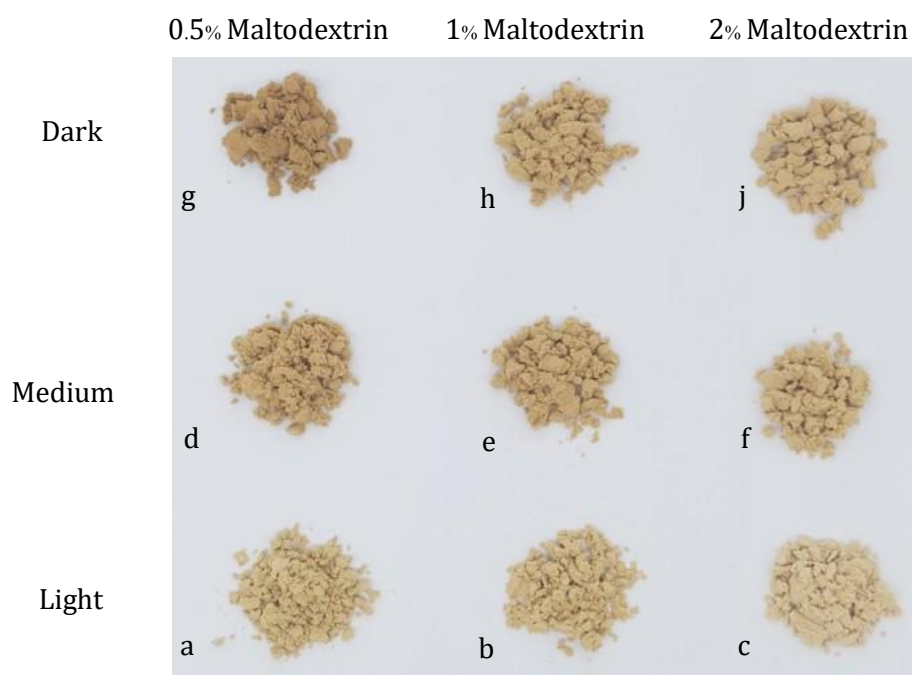 0.5% Maltodextrin 1% Maltodextrin 2% Maltodextrin
Dark
g h j
Medium
d e f
Light
a b c